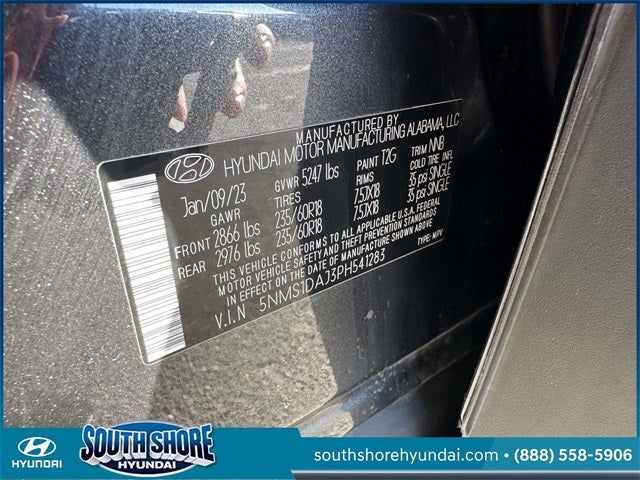 MANUFACTURED BY
HYUNDAI MOTOR MANUFACTURING ALABAMA, LLC
Jan/09/23 GVWR 5247 lbs PAINT T2G TRIM NNB
GAWR TIRES RIMS COLD TIRE INFL
FRONT 2866 lbs 235/60R18 7.5JX18 35 psi SINGLE
REAR 2976 lbs 235/60R18 7.5JX18 35 psi SINGLE
THIS VEHICLE CONFORMS TO ALL APPLICABLE U.S.A. FEDERAL
MOTOR VEHICLE SAFETY AND THEFT PREVENTION STANDARDS
IN EFFECT ON THE DATE OF MANUFACTURE SHOWN ABOVE
V.I.N 5NMS1DAJ3PH541283 TYPE: MPV
HYUNDAI
SOUTH SHORE
HYUNDAI
southshorehyundai.com • (888) 558-5906